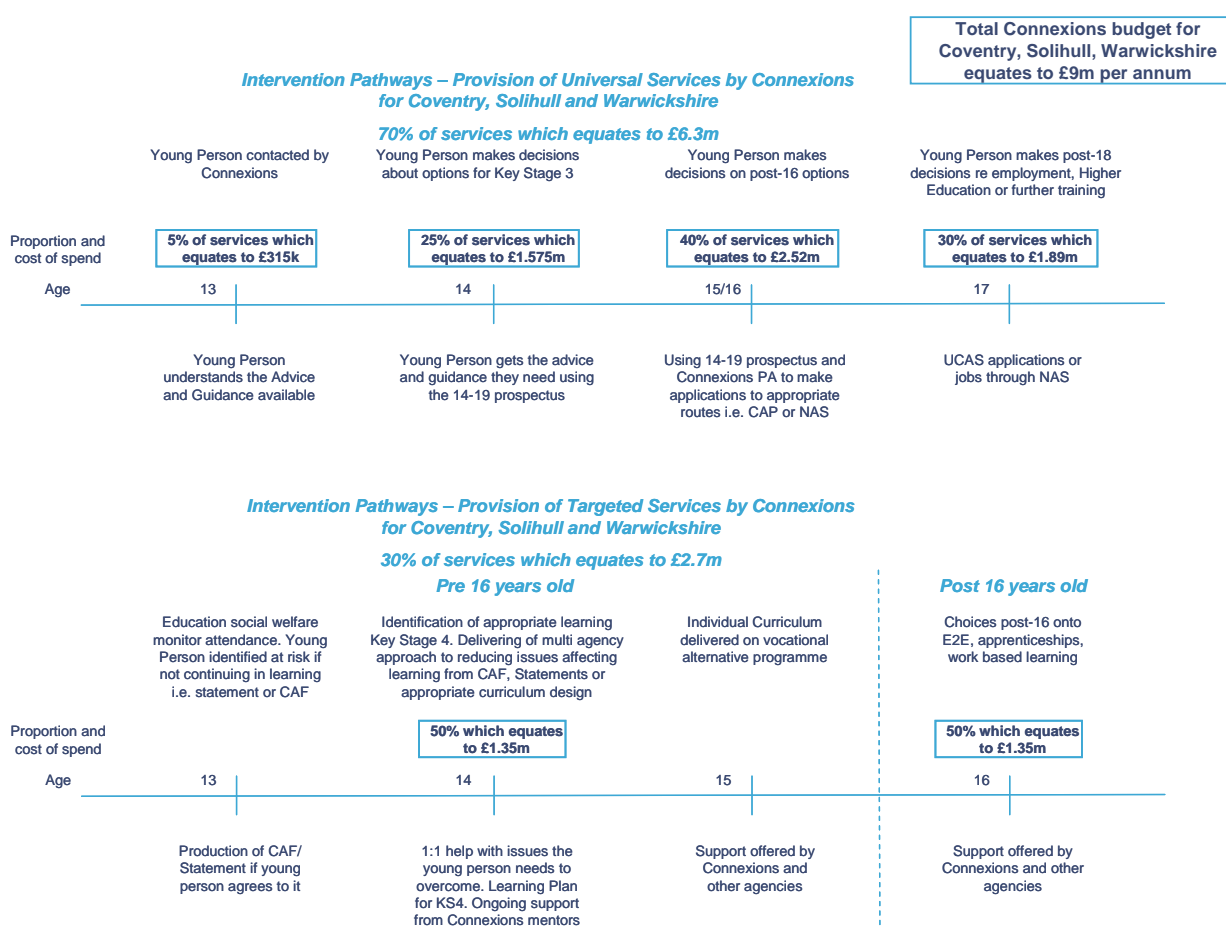 Total Connexions budget for
Coventry, Solihull, Warwickshire
equates to £9m per annum
Intervention Pathways – Provision of Universal Services by Connexions
for Coventry, Solihull and Warwickshire
70% of services which equates to £6.3m
Young Person contacted by
Connexions
Young Person makes decisions
about options for Key Stage 3
Young Person makes
decisions on post-16 options
Young Person makes post-18
decisions re employment, Higher
Education or further training
Proportion and
cost of spend
5% of services which
equates to £315k
25% of services which
equates to £1.575m
40% of services which
equates to £2.52m
30% of services which
equates to £1.89m
Age
13
14
15/16
17
Young Person
understands the Advice
and Guidance available
Young Person gets the advice
and guidance they need using
the 14-19 prospectus
Using 14-19 prospectus and
Connexions PA to make
applications to appropriate
routes i.e. CAP or NAS
UCAS applications or
jobs through NAS
Intervention Pathways – Provision of Targeted Services by Connexions
for Coventry, Solihull and Warwickshire
30% of services which equates to £2.7m
Pre 16 years old
Post 16 years old
Education social welfare
monitor attendance. Young
Person identified at risk if
not continuing in learning
i.e. statement or CAF
Identification of appropriate learning
Key Stage 4. Delivering of multi agency
approach to reducing issues affecting
learning from CAF, Statements or
appropriate curriculum design
Individual Curriculum
delivered on vocational
alternative programme
Choices post-16 onto
E2E, apprenticeships,
work based learning
Proportion and
cost of spend
50% which equates
to £1.35m
50% which equates
to £1.35m
Age
13
14
15
16
Production of CAF/
Statement if young
person agrees to it
1:1 help with issues the
young person needs to
overcome. Learning Plan
for KS4. Ongoing support
from Connexions mentors
Support offered by
Connexions and
other agencies
Support offered by
Connexions and other
agencies